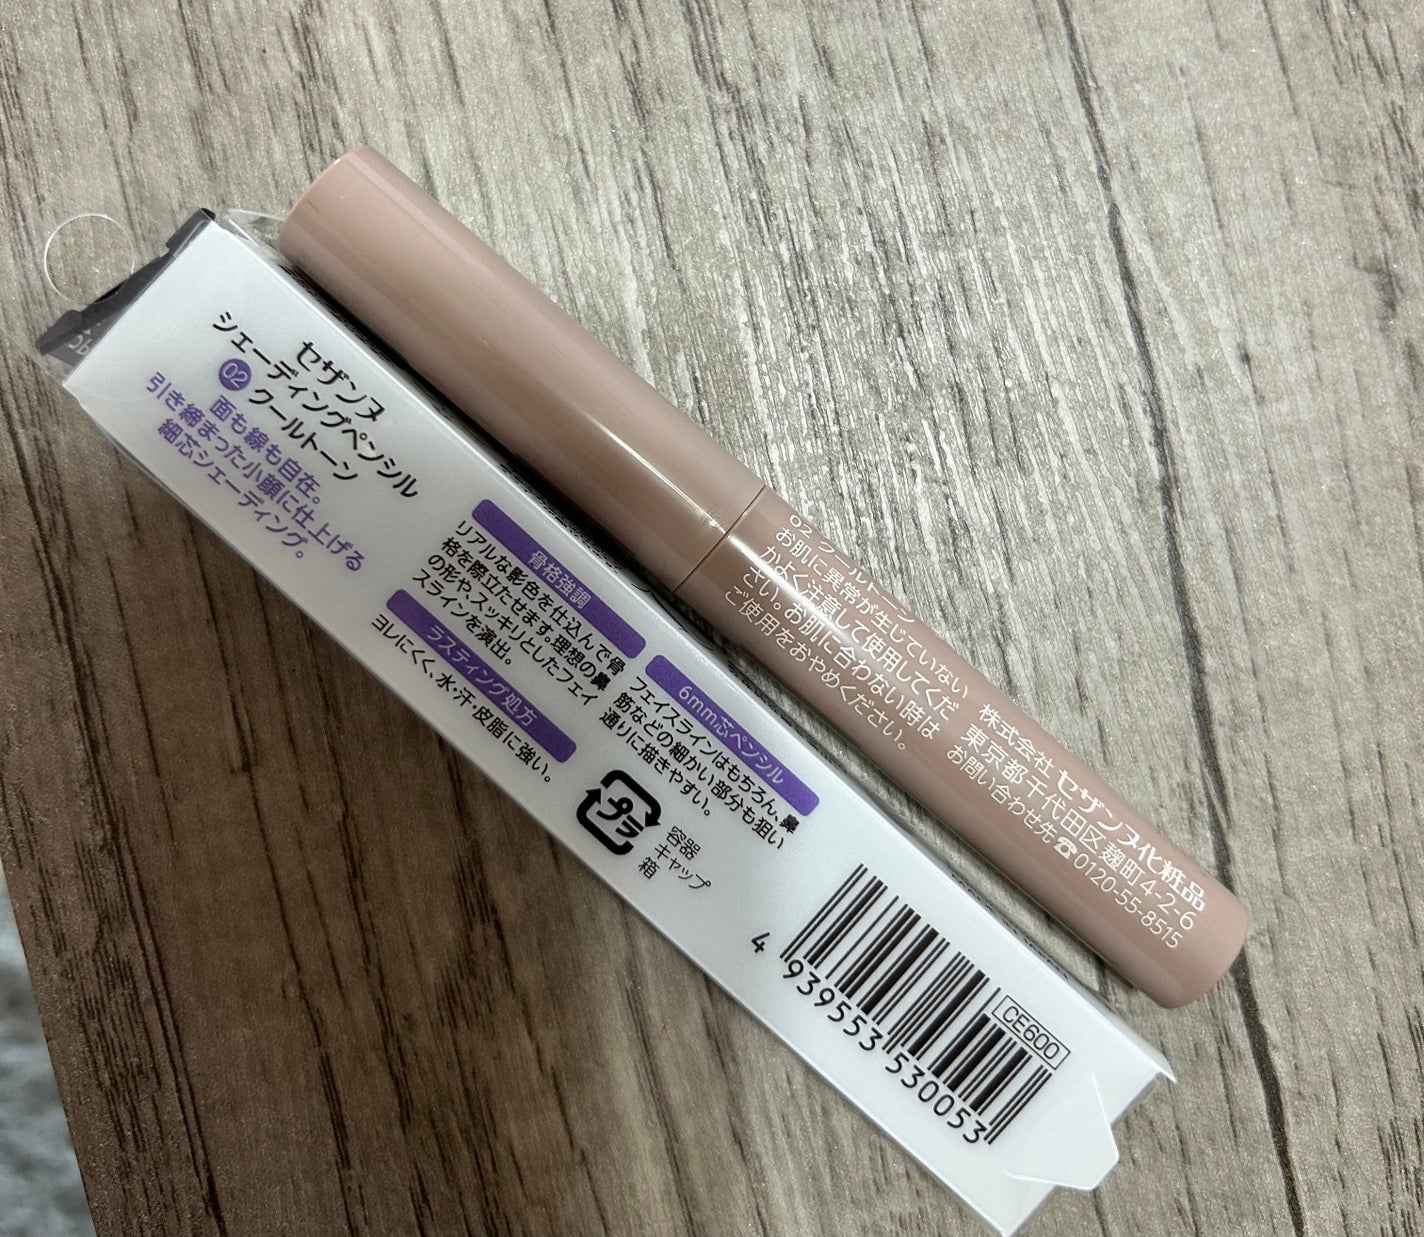 セザンヌ
シェーディングペンシル
02 クールトーン
面も線も自在。
引き締まった小顔に仕上げる
細芯シェーディング。
骨格強調
リアルな影色を仕込んで骨
格を際立たせます。理想の鼻
の形や、スッキリとしたフェイ
スラインを演出。
ラスティング処方
ヨレにくく、水・汗・皮脂に強い。
6mm芯ペンシル
フェイスラインはもちろん、鼻
筋などの細かい部分も狙い
通りに描きやすい。
プラ
容器
キャップ
箱
CE600
4 939553 530053
02 クールトーン
お肌に異常が生じていない
かよく注意して使用してくだ
さい。お肌に合わない時は
ご使用をおやめください。
株式会社 セザンヌ化粧品
東京都千代田区麹町4-2-6
お問い合わせ先☎0120-55-8515